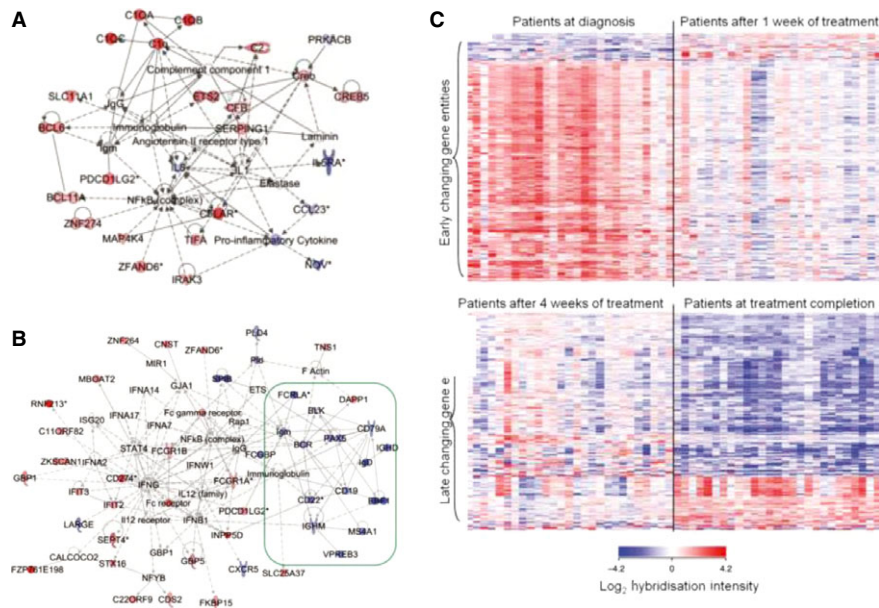 A
C1QA
C1QB
C1QC
C1q
C2
PRKACB
Complement component 1
Creb
SLC11A1
IgG
ETS2
CREB5
CFB
BCL6
Immunoglobulin
SERPING1
Angiotensin II receptor type 1
Laminin
Igm
IL6
IL1
IL5RA*
PDCD1LG2*
Elastase
NFkB (complex)
BCL11A
CFLAR*
CCL23*
ZNF274
MAP4K4
TIFA
Pro-inflammatory Cytokine
ZFAND6*
IRAK3
NOV*
B
ZNF264
CNST
ZFAND6*
PLD4
TNS1
MIR1
Pld
F Actin
MBOAT2
IFNA14
GJA1
SPIB
ETS
FCRLA*
DAPP1
RNF213*
IFNA17
IFNA7
Fc gamma receptor
Rap1
BLK
CD79A
ISG20
C11ORF82
STAT4
NFkB (complex)
IgG
Igm
BCR
PAX5
IGHD
ZKSCAN1
IFNA2
FCGR1B
FCGBP
IgD
GBP1
CD274*
IFNG
IFNW1
FCGR1A*
Immunoglobulin
CD19
IFIT3
IL12 (family)
CD22*
IFIT2
Fc receptor
PDCD1LG2*
LARGE
Il12 receptor
IFNB1
IGHM
MS4A1
SEPT4*
INPP5D
VPREB3
CALCOCO2
GBP1
GBP5
CXCR5
SLC25A37
STX16
FZP761E198
NFYB
C22ORF9
CDS2
FKBP15
C
Patients at diagnosis
Patients after 1 week of treatment
Early changing gene entities
Patients after 4 weeks of treatment
Patients at treatment completion
Late changing gene e
-4.2
0
4.2
Log2 hybridisation intensity